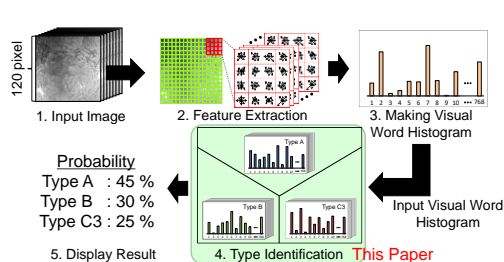 120 pixel
1. Input Image
2. Feature Extraction
1 2 3 4 5 6 7 8 9 10 ••• 768
3. Making Visual
Word Histogram
Input Visual Word
Histogram
Type A
Type B
Type C3
4. Type Identification
This Paper
Probability
Type A : 45 %
Type B : 30 %
Type C3 : 25 %
5. Display Result